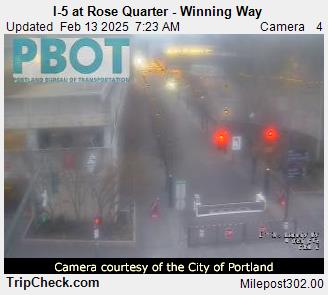 I-5 at Rose Quarter - Winning Way
Updated Feb 13 2025 7:23 AM Camera 4
PBOT
PORTLAND BUREAU OF TRANSPORTATION
Camera courtesy of the City of Portland
TripCheck.com Milepost302.00